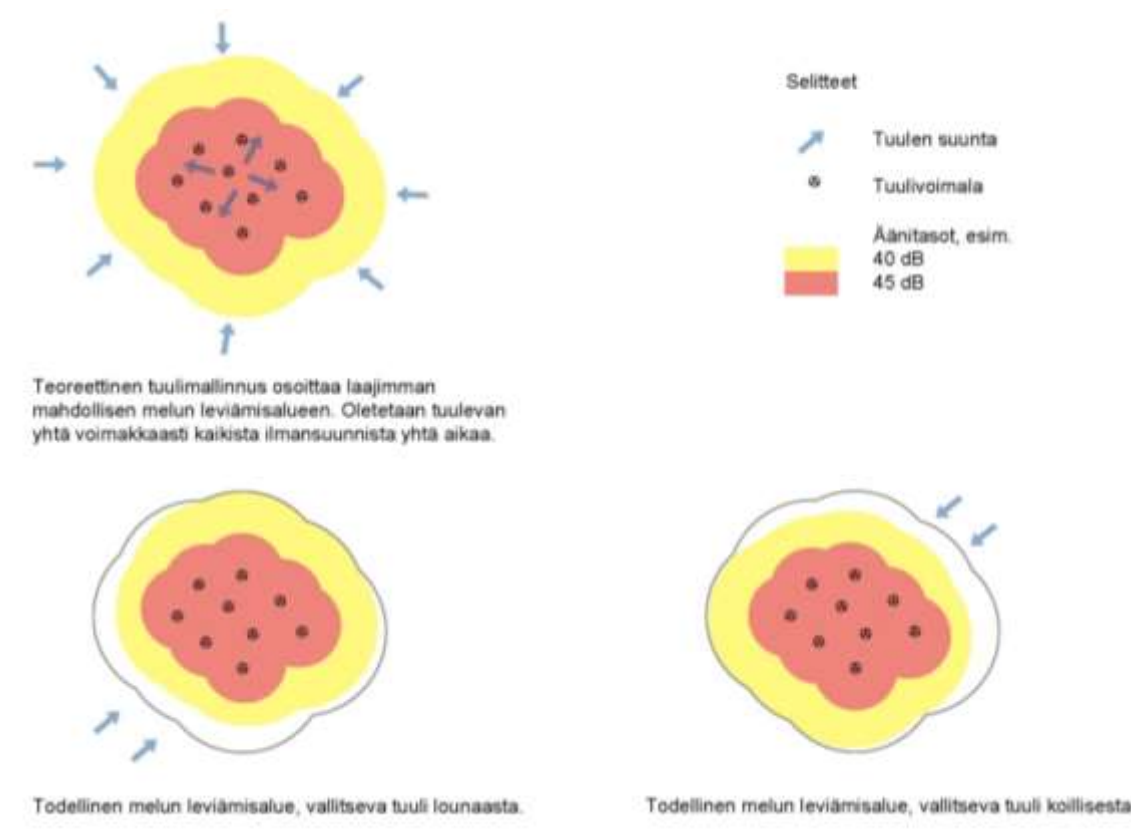 Selitteet
Tuulen suunta
Tuulivoimala
Äänitasot, esim.
40 dB
45 dB
Teoreettinen tuulimallinnus osoittaa laajimman
mahdollisen melun leviämisalueen. Oletetaan tuulevan
yhtä voimakkaasti kaikista ilmansuunnista yhtä aikaa.
Todellinen melun leviämisalue, vallitseva tuuli lounaasta.
Todellinen melun leviämisalue, vallitseva tuuli koillisesta